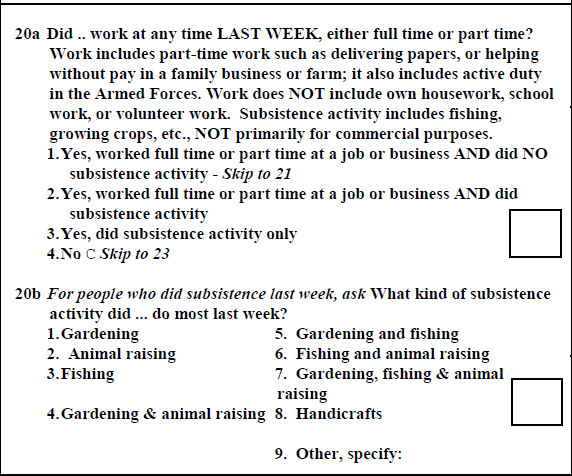 20a Did .. work at any time LAST WEEK, either full time or part time?
Work includes part-time work such as delivering papers, or helping
without pay in a family business or farm; it also includes active duty
in the Armed Forces. Work does NOT include own housework, school
work, or volunteer work. Subsistence activity includes fishing,
growing crops, etc., NOT primarily for commercial purposes.
1.Yes, worked full time or part time at a job or business AND did NO
subsistence activity - Skip to 21
2.Yes, worked full time or part time at a job or business AND did
subsistence activity
3.Yes, did subsistence activity only
4.No C Skip to 23
20b For people who did subsistence last week, ask What kind of subsistence
activity did ... do most last week?
1.Gardening 5. Gardening and fishing
2. Animal raising 6. Fishing and animal raising
3.Fishing 7. Gardening, fishing & animal
raising
4.Gardening & animal raising 8. Handicrafts
9. Other, specify: